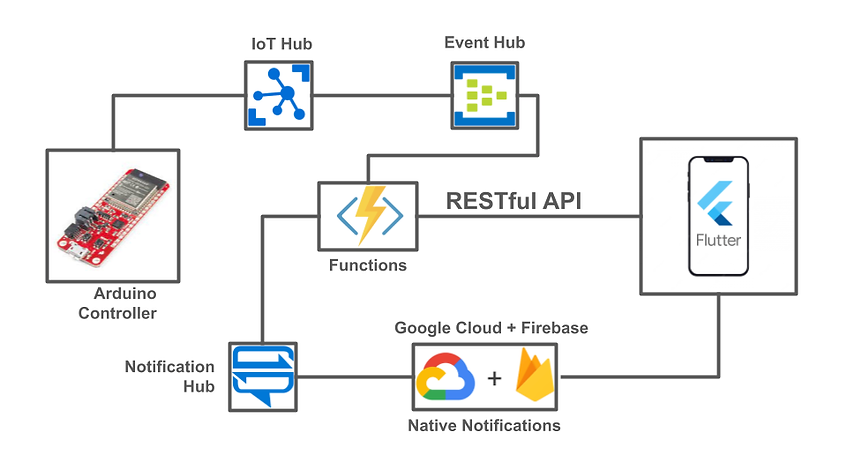 IoT Hub
Event Hub
RESTful API
Flutter
Functions
Arduino
Controller
Google Cloud + Firebase
Notification
Hub
+
Native Notifications